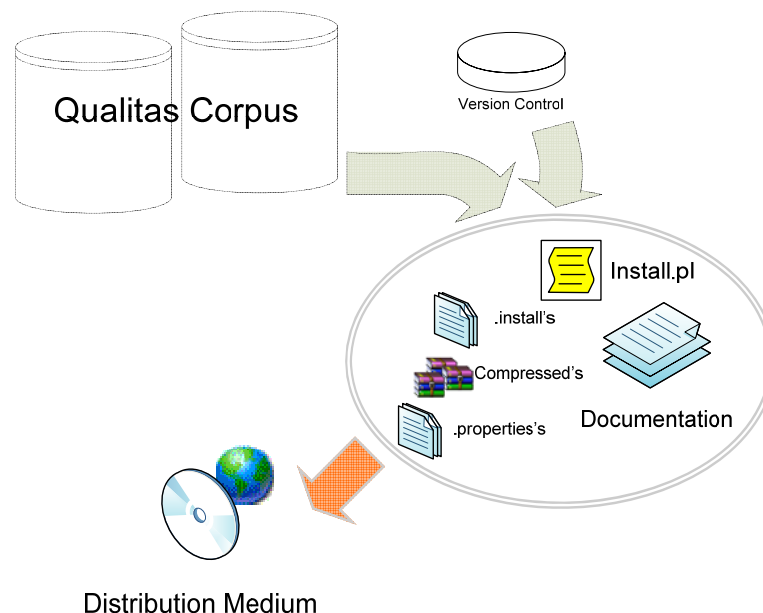 Qualitas Corpus
Version Control
Install.pl
.install's
Compressed's
Documentation
.properties's
Distribution Medium